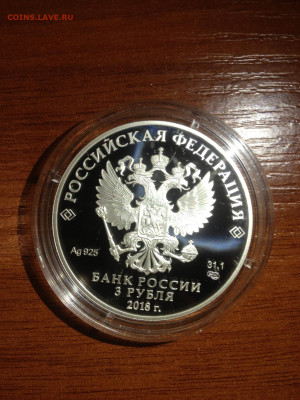 COINS.LAVE.RU
РОССИЙСКАЯ ФЕДЕРАЦИЯ
Ag 925
31,1
БАНК РОССИИ
3 РУБЛЯ
2018 г.